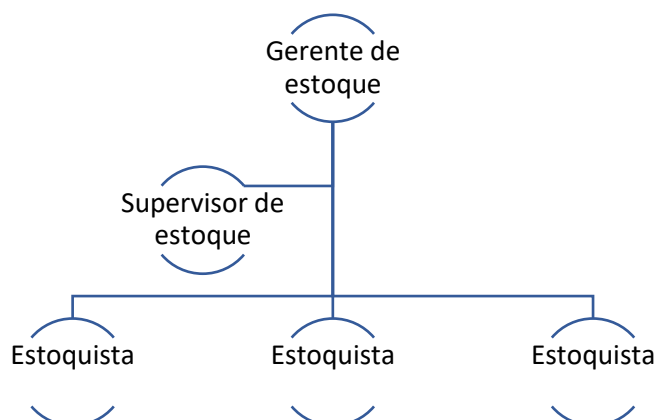 Gerente de
estoque
Supervisor de
estoque
Estoquista
Estoquista
Estoquista